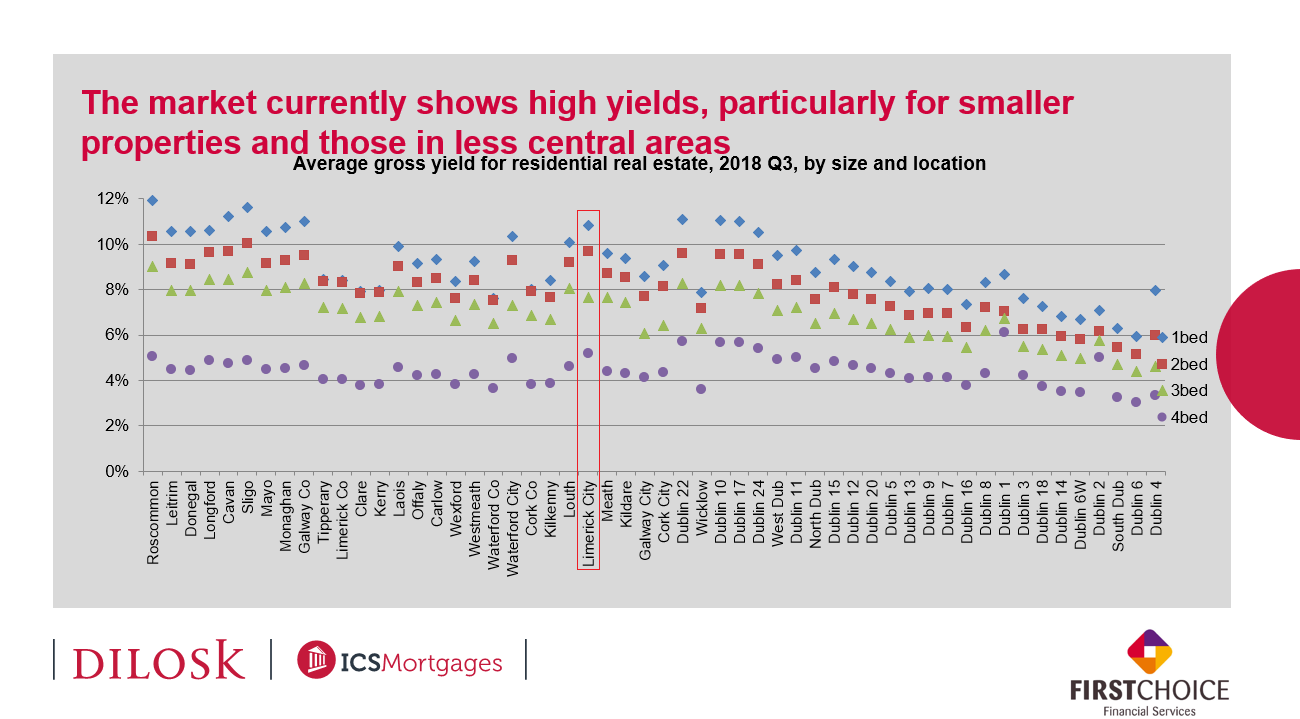 The market currently shows high yields, particularly for smaller
properties and those in less central areas
Average gross yield for residential real estate, 2018 Q3, by size and location
12%
10%
8%
6%
4%
2%
0%
1bed
2bed
3bed
4bed
Roscommon
Leitrim
Donegal
Longford
Cavan
Sligo
Mayo
Monaghan
Galway Co
Tipperary
Limerick Co
Clare
Kerry
Laois
Offaly
Carlow
Wexford
Westmeath
Waterford Co
Waterford City
Cork Co
Kilkenny
Louth
Limerick City
Meath
Kildare
Galway City
Cork City
Dublin 22
Wicklow
Dublin 10
Dublin 17
Dublin 24
West Dub
Dublin 11
North Dub
Dublin 15
Dublin 12
Dublin 20
Dublin 5
Dublin 13
Dublin 9
Dublin 7
Dublin 16
Dublin 8
Dublin 1
Dublin 3
Dublin 18
Dublin 14
Dublin 6W
Dublin 2
South Dub
Dublin 6
Dublin 4
DILOSK
ICSMortgages
FIRSTCHOICE
Financial Services